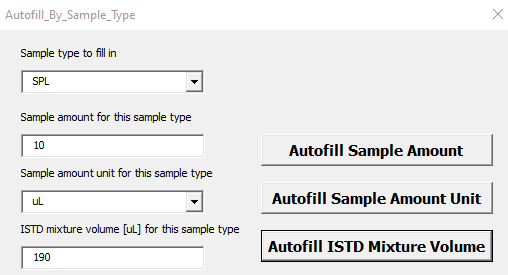 Autofill_By_Sample_Type
Sample type to fill in
SPL
Sample amount for this sample type
10
Autofill Sample Amount
Sample amount unit for this sample type
uL
Autofill Sample Amount Unit
ISTD mixture volume [uL] for this sample type
190
Autofill ISTD Mixture Volume